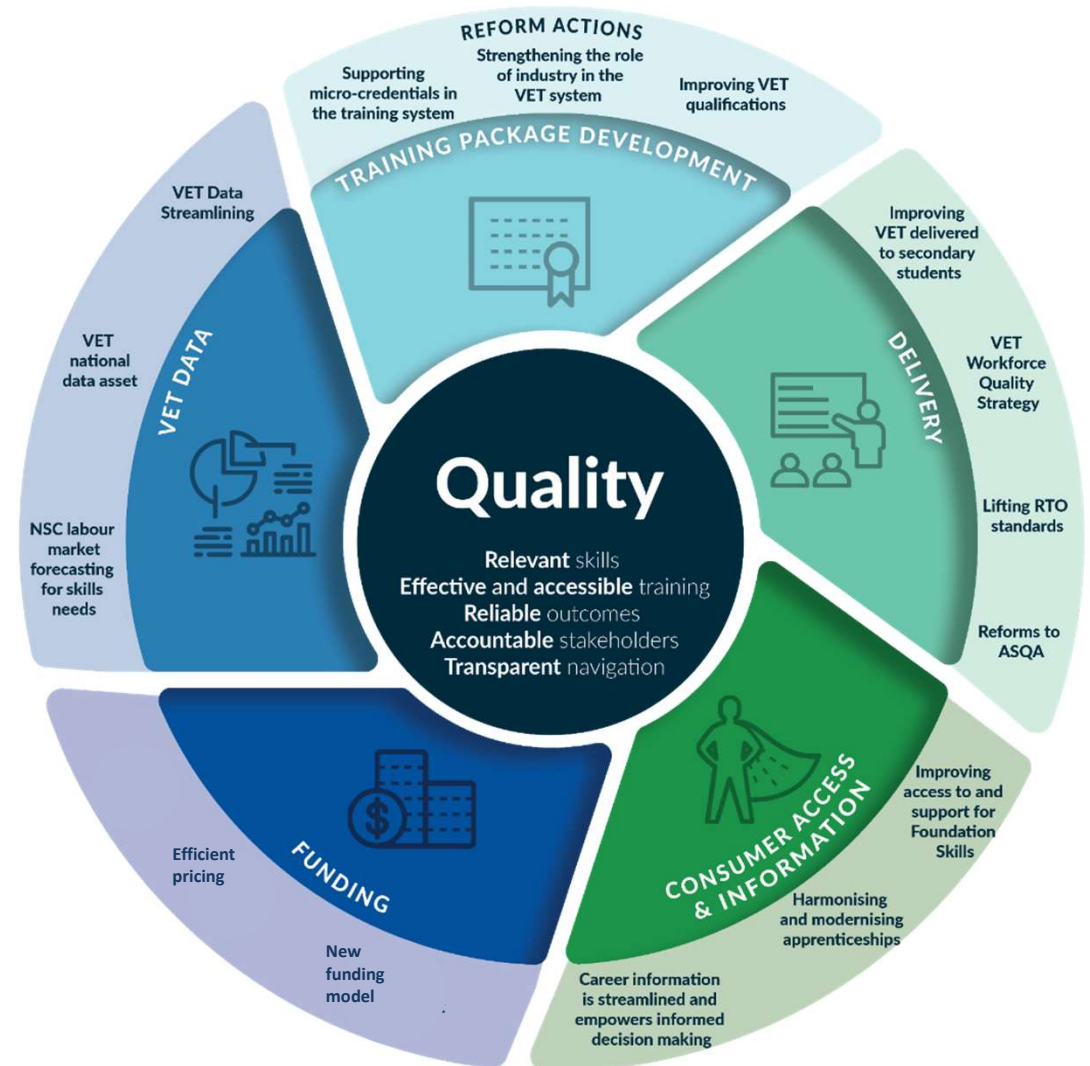 REFORM ACTIONS
Supporting
micro-credentials in
the training system
Strengthening the role
of industry in the
VET system
Improving VET
qualifications
TRAINING PACKAGE DEVELOPMENT
Improving
VET delivered
to secondary
students
VET
Workforce
Quality
Strategy
Lifting RTO
standards
Reforms to
ASQA
DELIVERY
Improving
access to and
support for
Foundation
Skills
Harmonising
and modernising
apprenticeships
Career information
is streamlined and
empowers informed
decision making
CONSUMER ACCESS
& INFORMATION
New
funding
model
Efficient
pricing
FUNDING
$
NSC labour
market
forecasting
for skills
needs
VET
national
data asset
VET Data
Streamlining
VET DATA
Quality
Relevant skills
Effective and accessible training
Reliable outcomes
Accountable stakeholders
Transparent navigation